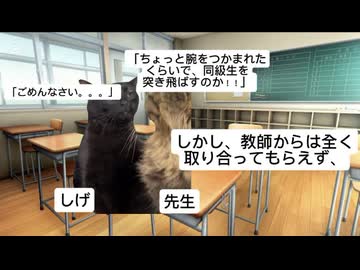 「ちょっと腕をつかまれた
くらいで、同級生を
突き飛ばすのか！！」
「ごめんなさい。。。」
しかし、教師からは全く
取り合ってもらえず、
しげ
先生